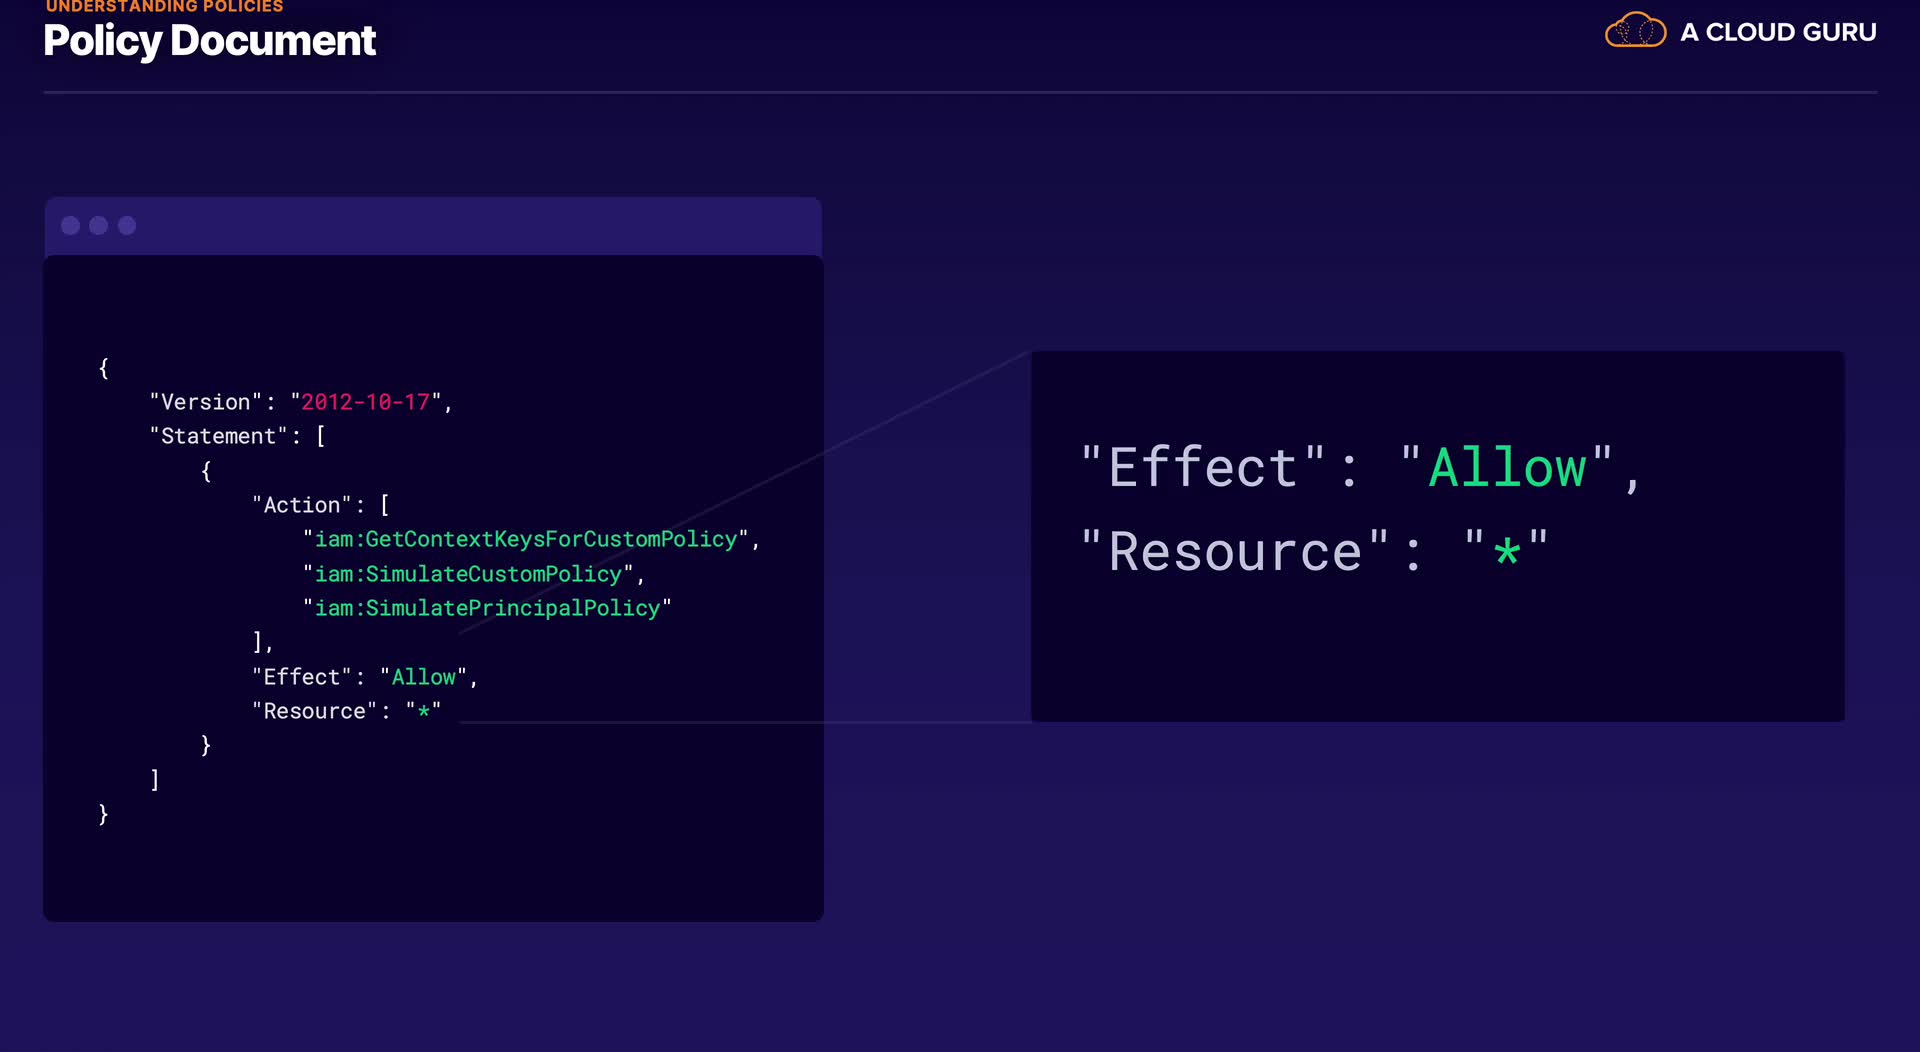 UNDERSTANDING POLICIES
Policy Document
A CLOUD GURU
{
"Version": "2012-10-17",
"Statement": [
{
"Action": [
"iam:GetContextKeysForCustomPolicy",
"iam:SimulateCustomPolicy",
"iam:SimulatePrincipalPolicy"
],
"Effect": "Allow",
"Resource": "*"
}
]
}
"Effect": "Allow",
"Resource": "*"